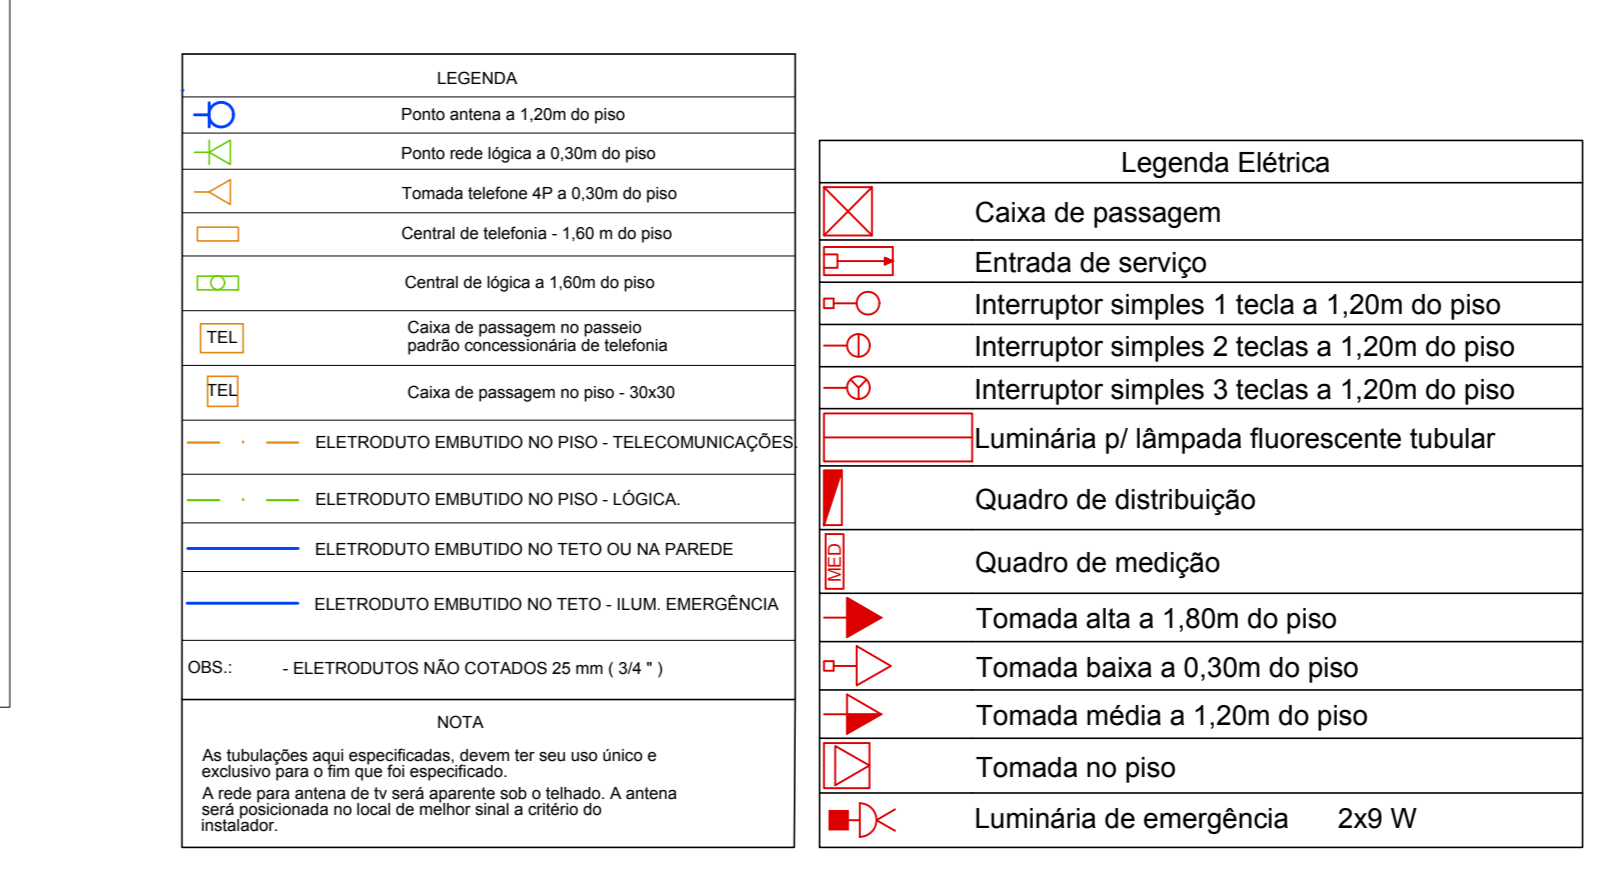 LEGENDA
Ponto antena a 1,20m do piso
Ponto rede lógica a 0,30m do piso
Tomada telefone 4P a 0,30m do piso
Central de telefonia - 1,60 m do piso
Central de lógica a 1,60m do piso
TEL
Caixa de passagem no passeio
padrão concessionária de telefonia
TEL
Caixa de passagem no piso - 30x30
ELETRODUTO EMBUTIDO NO PISO - TELECOMUNICAÇÕES.
ELETRODUTO EMBUTIDO NO PISO - LÓGICA.
ELETRODUTO EMBUTIDO NO TETO OU NA PAREDE
ELETRODUTO EMBUTIDO NO TETO - ILUM. EMERGÊNCIA
OBS.: - ELETRODUTOS NÃO COTADOS 25 mm ( 3/4 " )
NOTA
As tubulações aqui especificadas, devem ter seu uso único e
exclusivo para o fim que foi especificado.
A rede para antena de tv será aparente sob o telhado. A antena
será posicionada no local de melhor sinal a critério do
instalador.
Legenda Elétrica
Caixa de passagem
Entrada de serviço
Interruptor simples 1 tecla a 1,20m do piso
Interruptor simples 2 teclas a 1,20m do piso
Interruptor simples 3 teclas a 1,20m do piso
Luminária p/ lâmpada fluorescente tubular
Quadro de distribuição
MED
Quadro de medição
Tomada alta a 1,80m do piso
Tomada baixa a 0,30m do piso
Tomada média a 1,20m do piso
Tomada no piso
Luminária de emergência 2x9 W